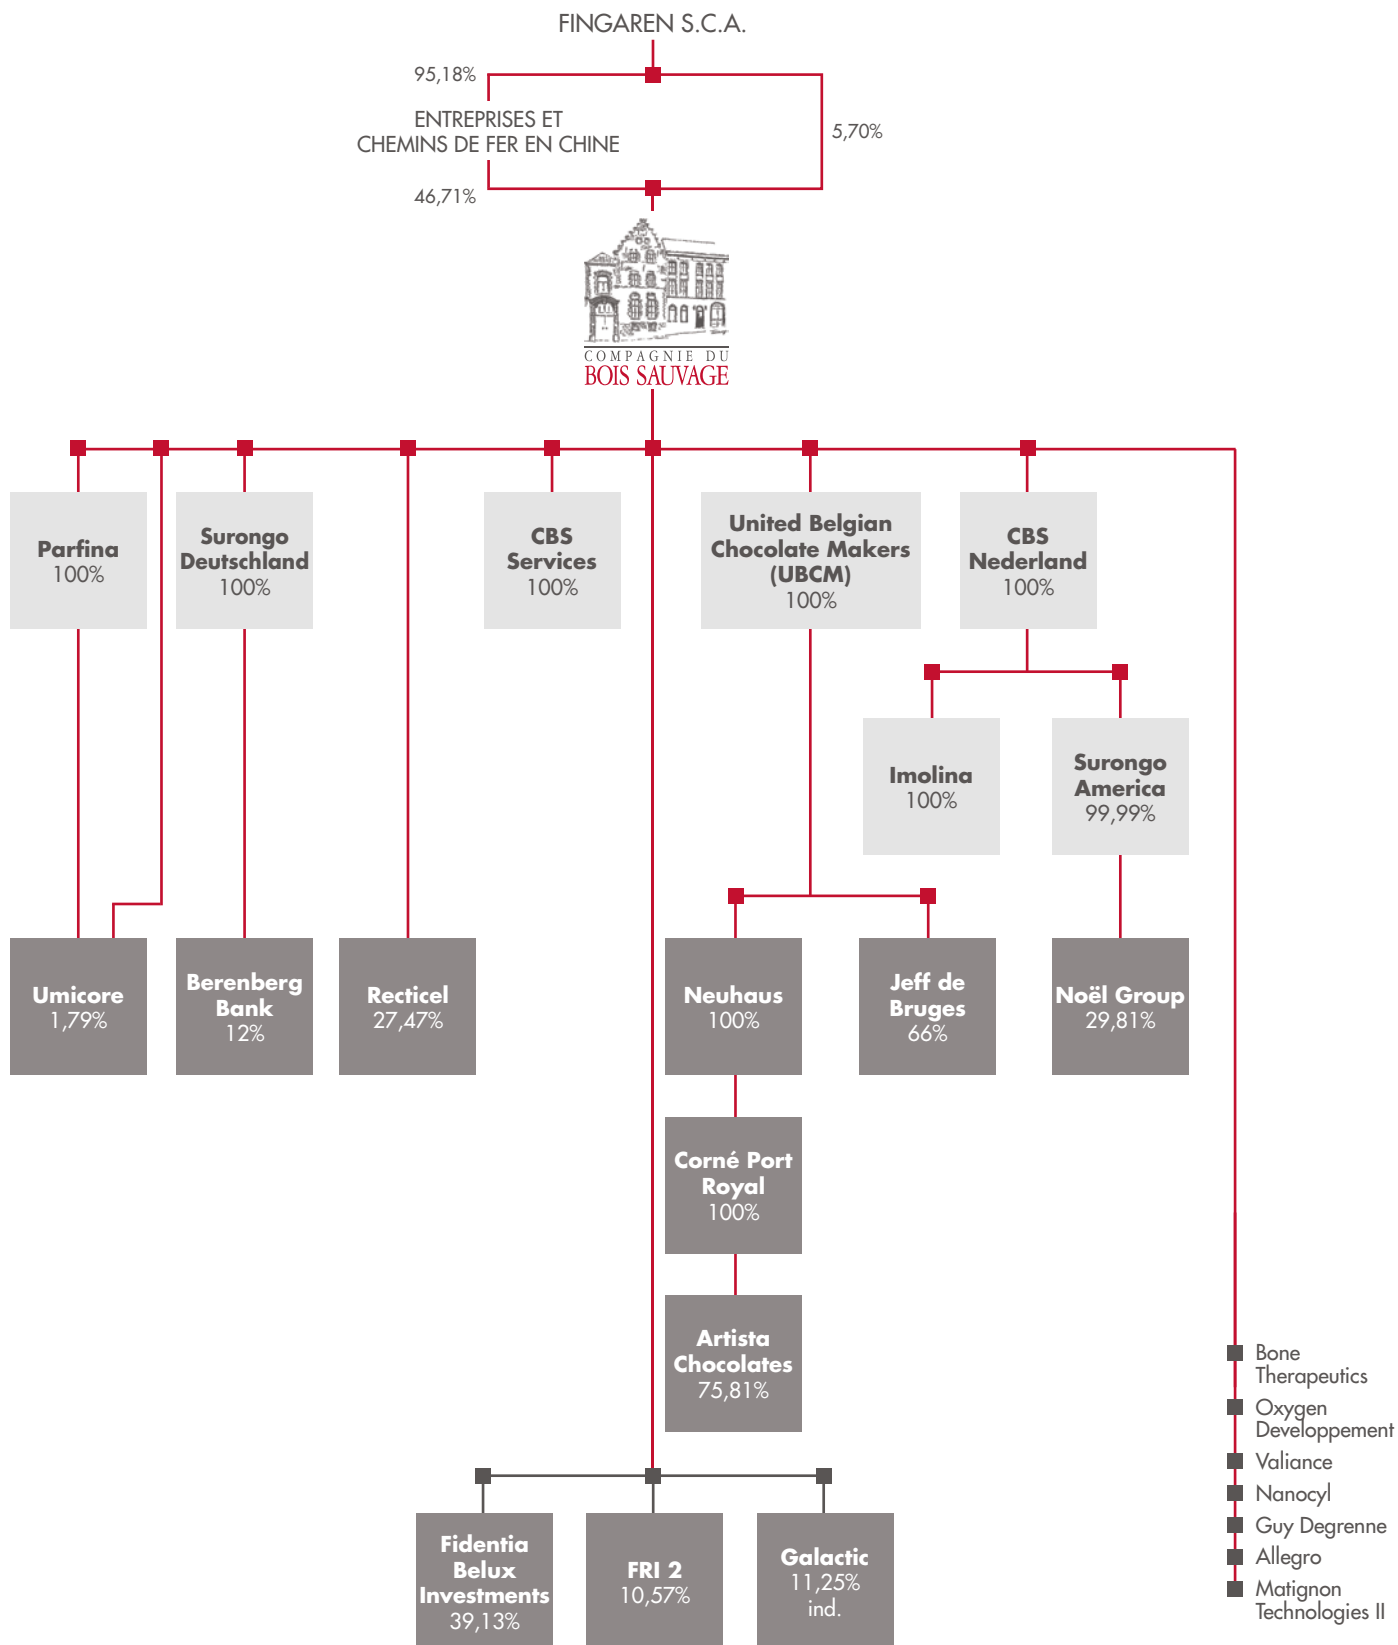 FINGAREN S.C.A.
95,18%
ENTREPRISES ET
CHEMINS DE FER EN CHINE
5,70%
46,71%
COMPAGNIE DU
BOIS SAUVAGE
Parfina
100%
Surongo
Deutschland
100%
CBS
Services
100%
United Belgian
Chocolate Makers
(UBCM)
100%
CBS
Nederland
100%
Imolina
100%
Surongo
America
99,99%
Umicore
1,79%
Berenberg
Bank
12%
Recticel
27,47%
Neuhaus
100%
Jeff de
Bruges
66%
Noël Group
29,81%
Corné Port
Royal
100%
Artista
Chocolates
75,81%
Fidentia
Belux
Investments
39,13%
FRI 2
10,57%
Galactic
11,25%
ind.
Bone
Therapeutics
Oxygen
Developpement
Valiance
Nanocyl
Guy Degrenne
Allegro
Matignon
Technologies II